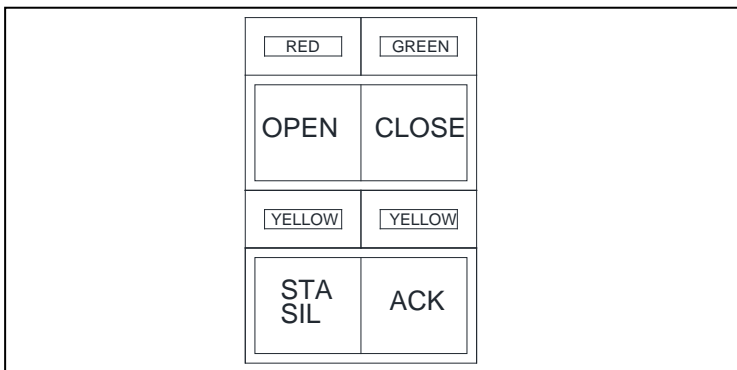 RED GREEN
OPEN CLOSE
YELLOW YELLOW
STA
SIL
ACK